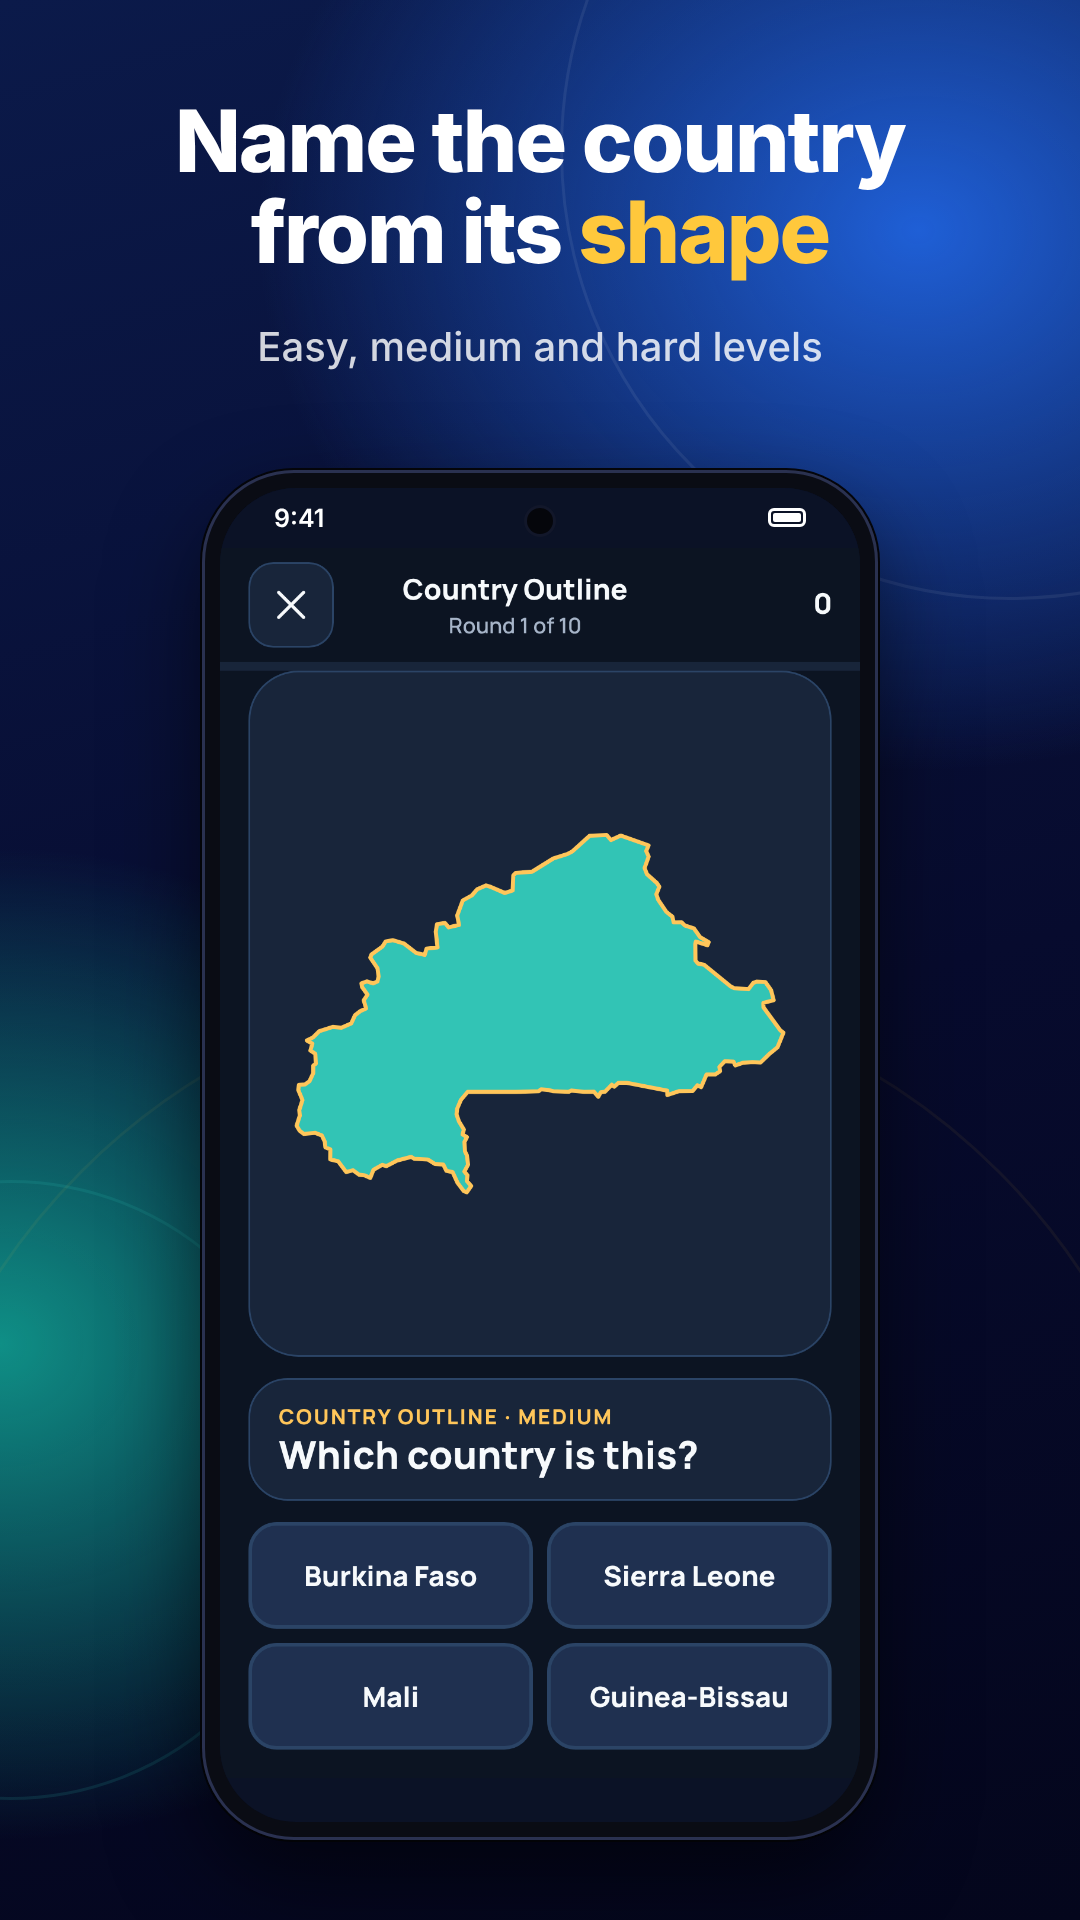 Name the country
from its shape
Easy, medium and hard levels
9:41
Country Outline
Round 1 of 10
0
COUNTRY OUTLINE · MEDIUM
Which country is this?
Burkina Faso
Sierra Leone
Mali
Guinea-Bissau